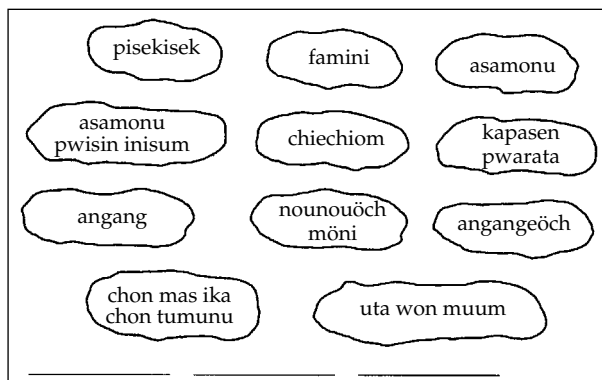 pisekisek
famini
asamonu
asamonu
pwisin inisum
chiechiom
kapasen
pwarata
angang
nounouöch
möni
angangeöch
chon mas ika
chon tumunu
uta won muum